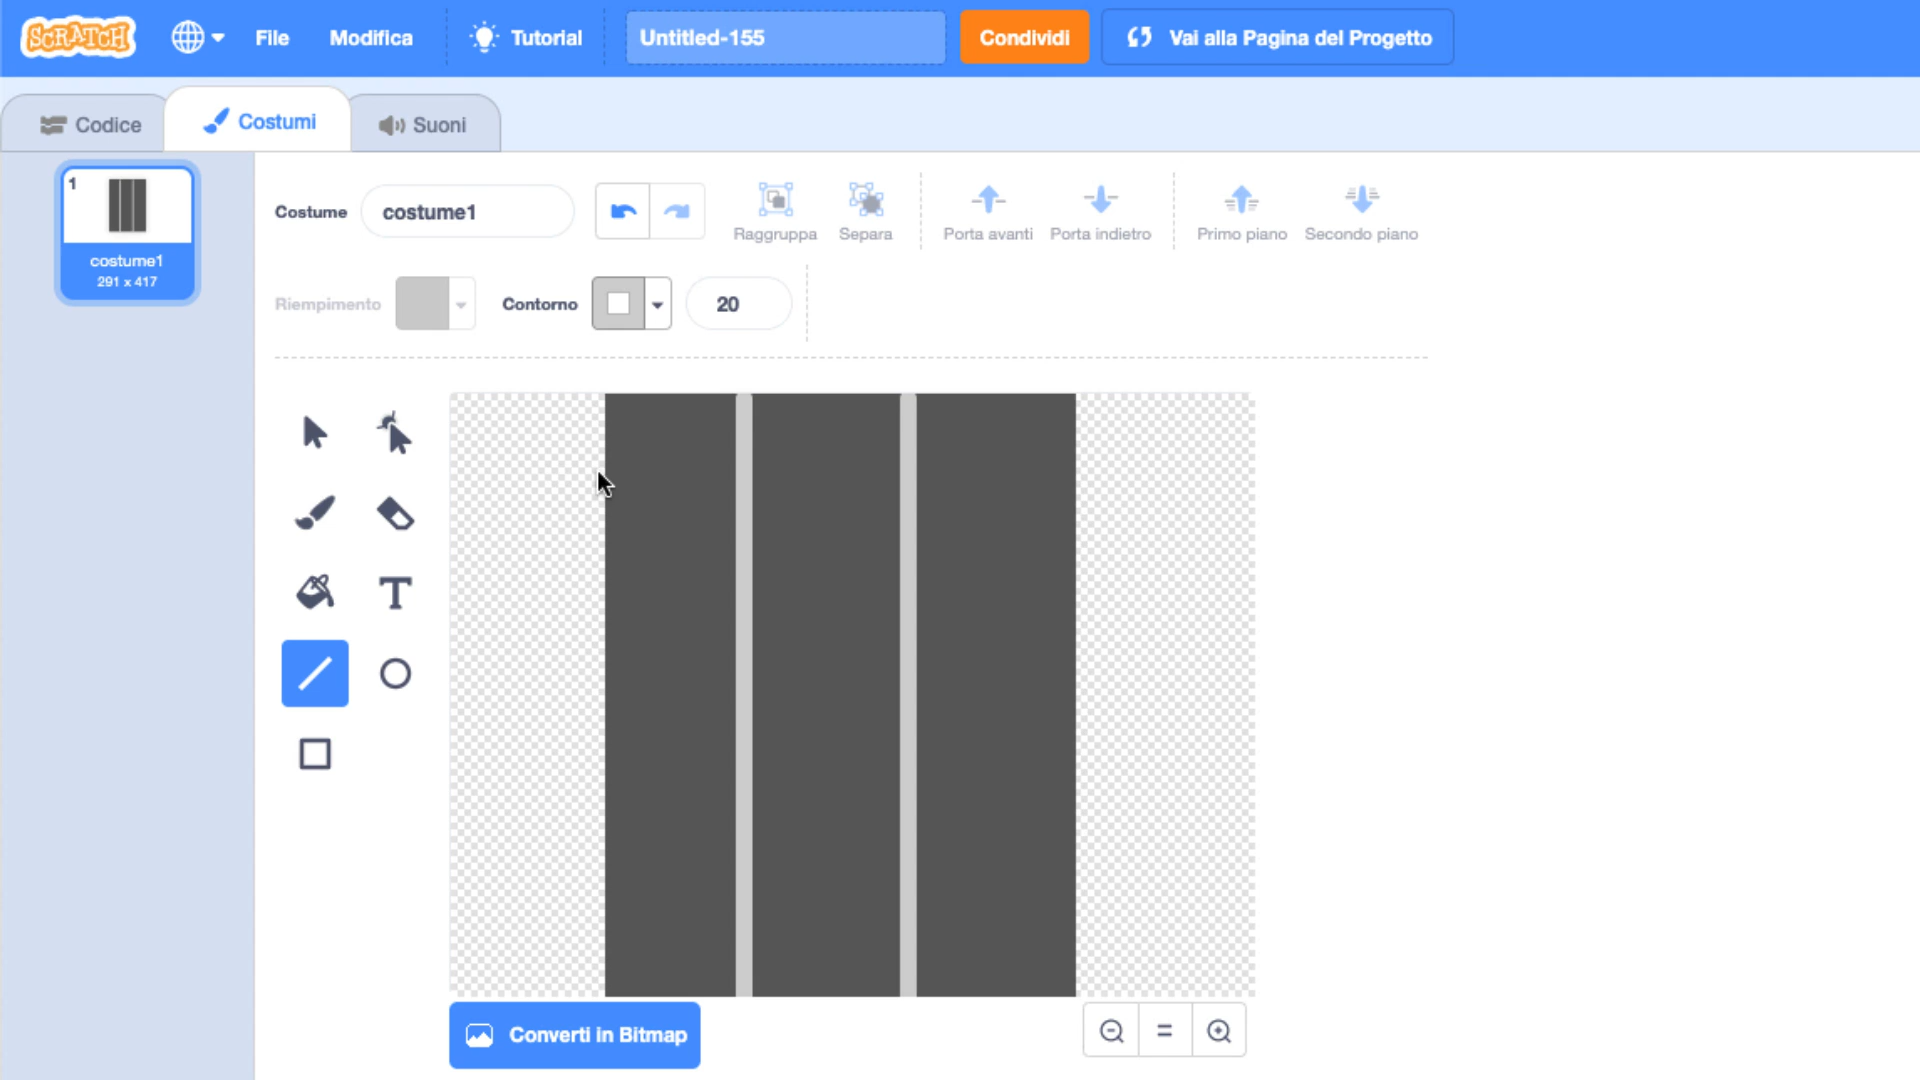 SCRATCH File Modifica Tutorial Untitled-155 Condividi Vai alla Pagina del Progetto
Codice Costumi Suoni
1
costume1
291 x 417
Costume costume1 Raggruppa Separa Porta avanti Porta indietro Primo piano Secondo piano
Riempimento Contorno 20
T
Converti in Bitmap